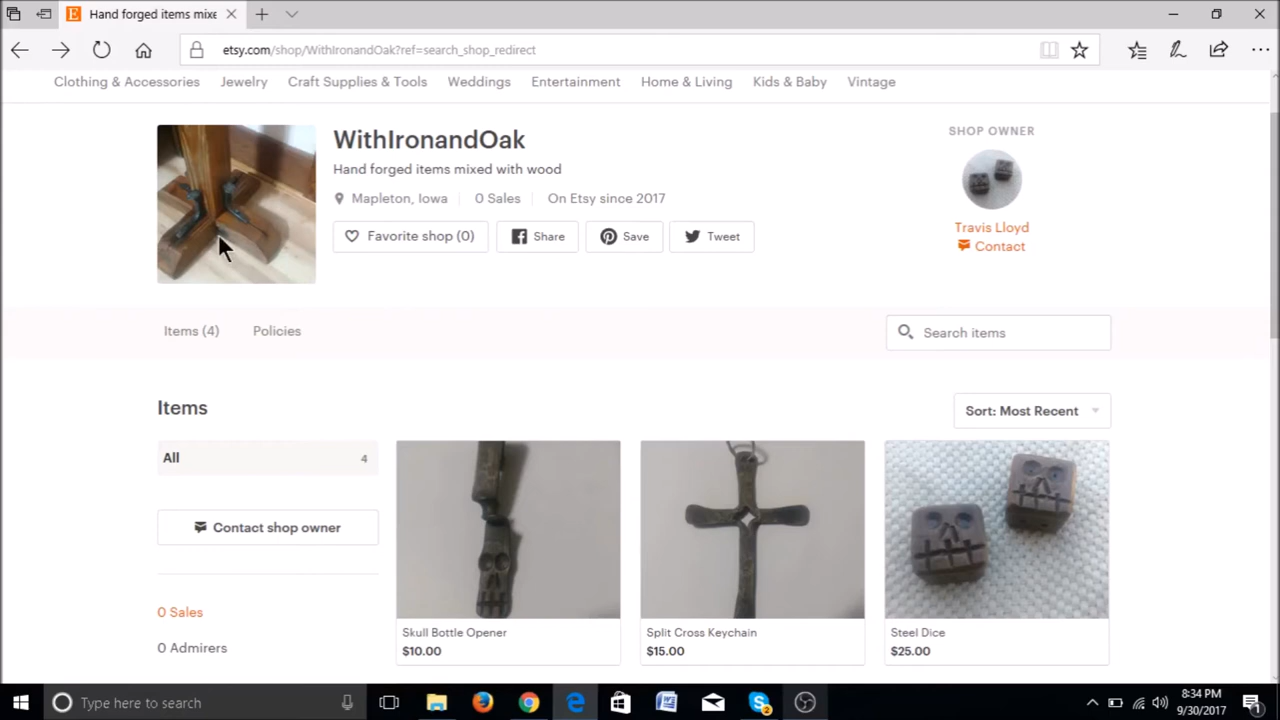 Hand forged items mixe
etsy.com/shop/WithIronandOak?ref=search_shop_redirect
Clothing & Accessories Jewelry Craft Supplies & Tools Weddings Entertainment Home & Living Kids & Baby Vintage
WithIronandOak
Hand forged items mixed with wood
Mapleton, Iowa 0 Sales On Etsy since 2017
Favorite shop (0) Share Save Tweet
SHOP OWNER
Travis Lloyd
Contact
Items (4) Policies Search items
Items Sort: Most Recent
All 4
Contact shop owner
0 Sales
0 Admirers
Skull Bottle Opener
$10.00
Split Cross Keychain
$15.00
Steel Dice
$25.00
Type here to search
8:34 PM
9/30/2017